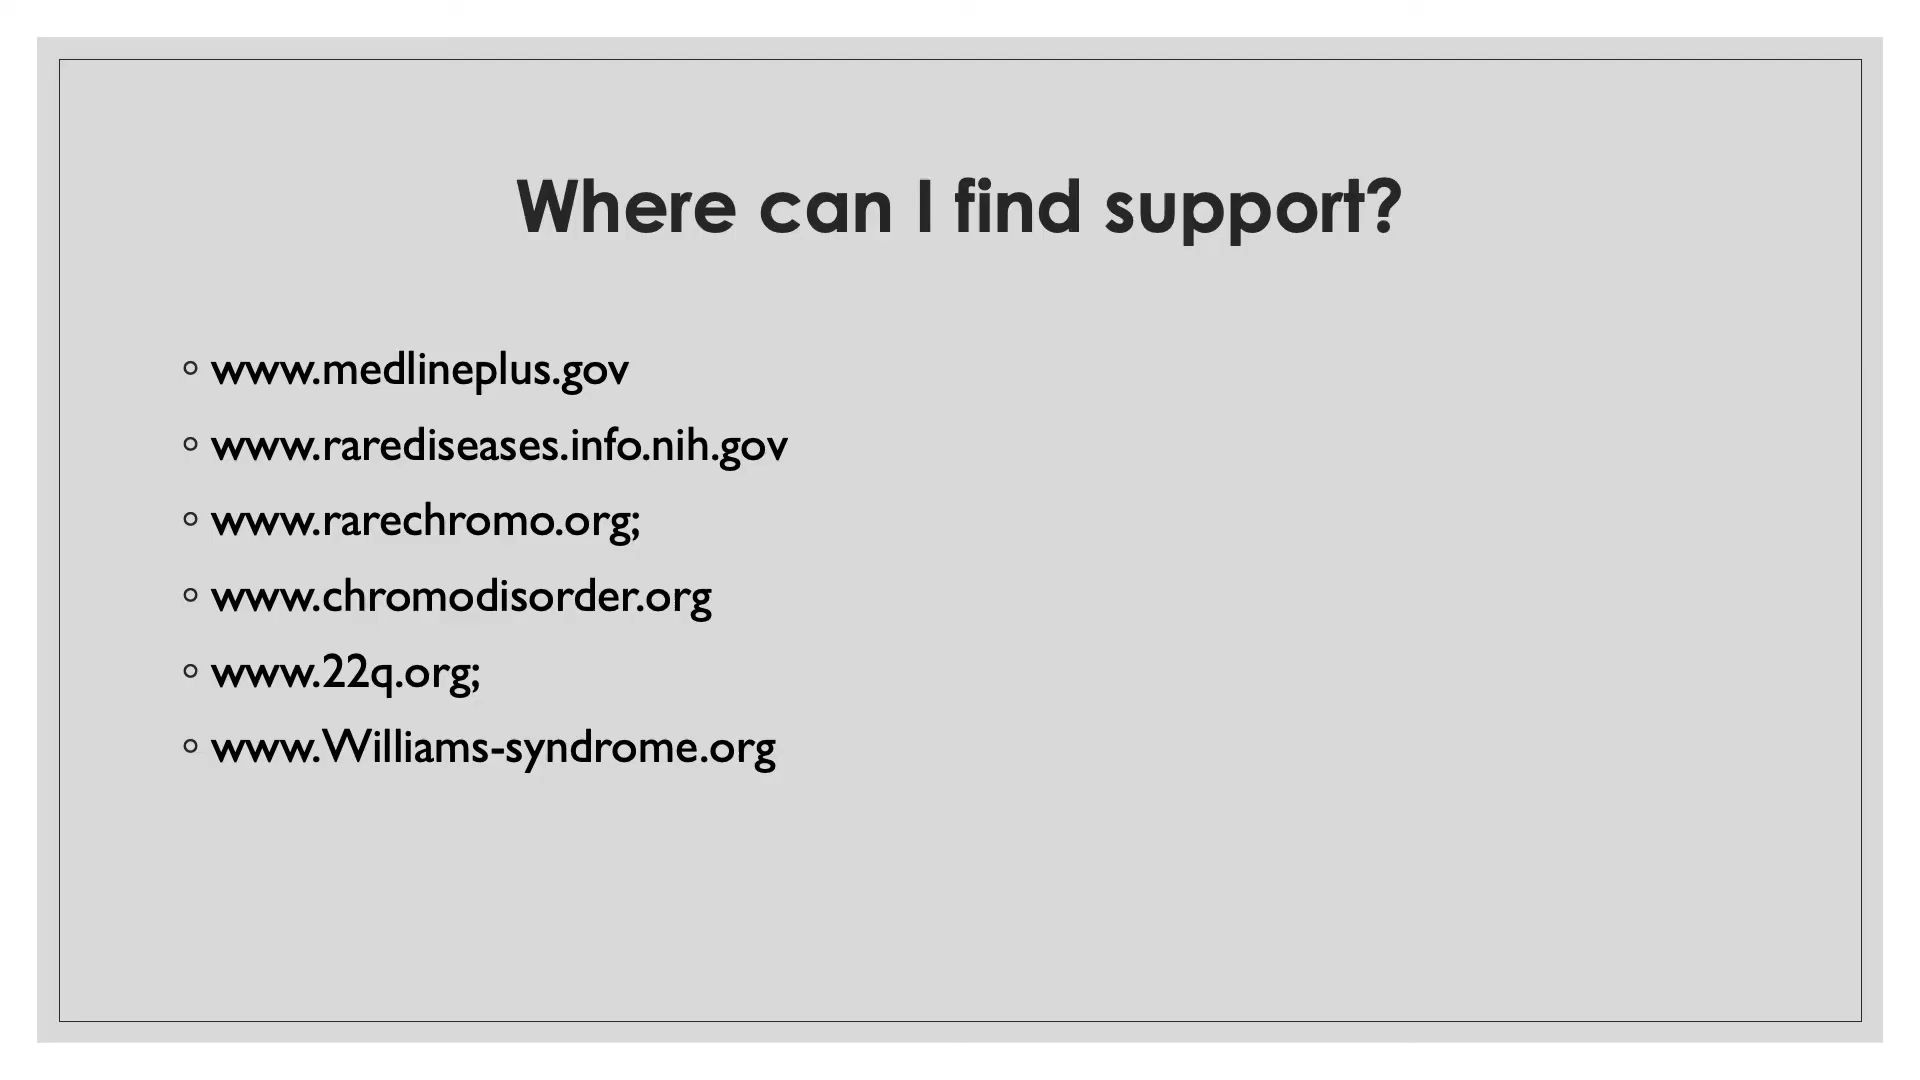 Where can I find support?
◦ www.medlineplus.gov
◦ www.rarediseases.info.nih.gov
◦ www.rarechromo.org;
◦ www.chromodisorder.org
◦ www.22q.org;
◦ www.Williams-syndrome.org